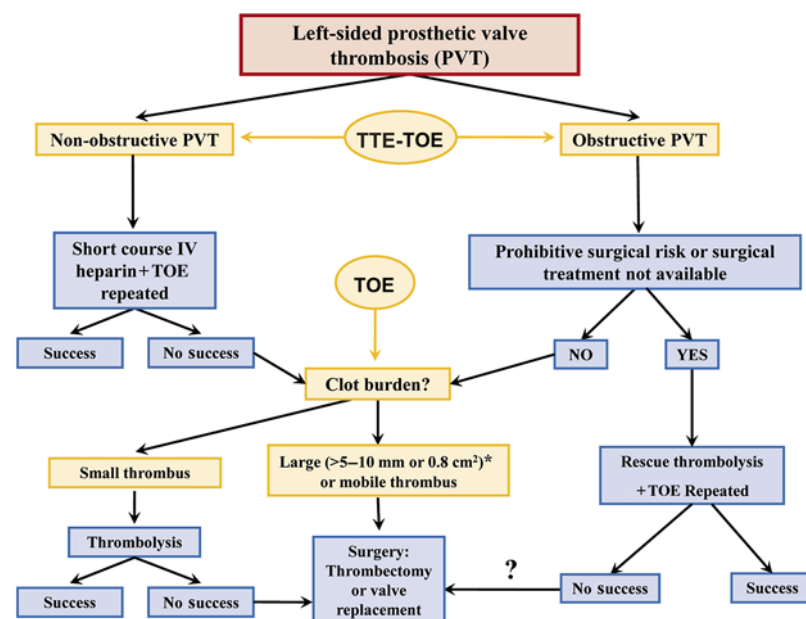 Left-sided prosthetic valve
thrombosis (PVT)
Non-obstructive PVT
TTE-TOE
Obstructive PVT
Short course IV
heparin+TOE
repeated
TOE
Prohibitive surgical risk or surgical
treatment not available
Success
No success
NO
YES
Clot burden?
Small thrombus
Large (>5–10 mm or 0.8 cm²)*
or mobile thrombus
Rescue thrombolysis
+TOE Repeated
Thrombolysis
Surgery:
Thrombectomy
or valve
replacement
?
Success
No success
No success
Success